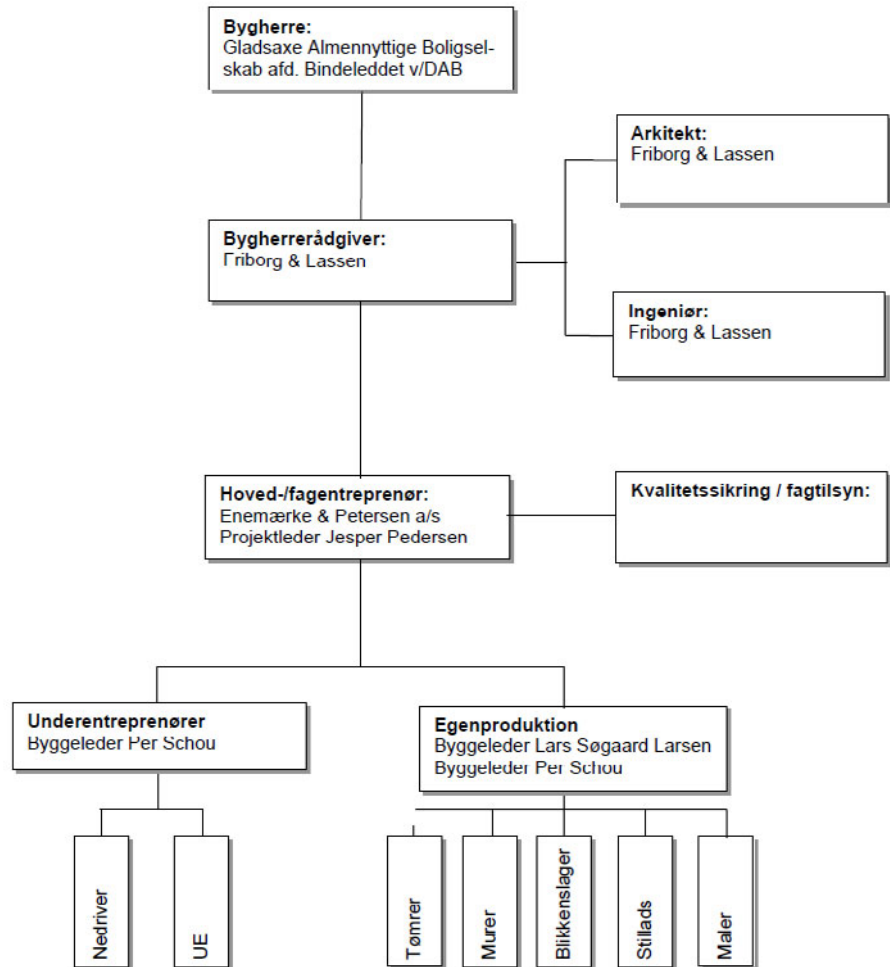 Bygherre:
Gladsaxe Almennyttige Boligsel-
skab afd. Bindeleddet v/DAB
Arkitekt:
Friborg & Lassen
Bygherrerådgiver:
Friborg & Lassen
Ingeniør:
Friborg & Lassen
Hoved-/fagentreprenør:
Enemærke & Petersen a/s
Projektleder Jesper Pedersen
Kvalitetssikring / fagtilsyn:
Underentreprenører
Byggeleder Per Schou
Egenproduktion
Byggeleder Lars Søgaard Larsen
Byggeleder Per Schou
Nedriver
UE
Tømrer
Murer
Blikkenslager
Stillads
Maler